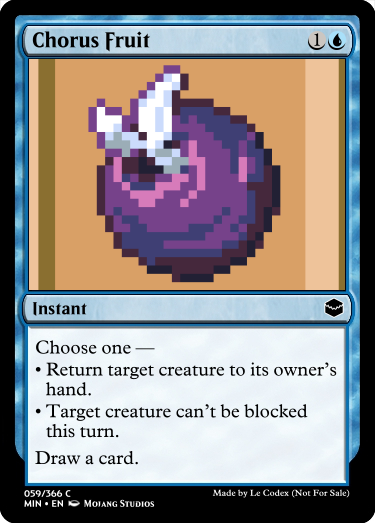 Chorus Fruit 1
Instant
Choose one —
• Return target creature to its owner's
hand.
• Target creature can't be blocked
this turn.
Draw a card.
059/366 C
Made by Le Codex (Not For Sale)
MIN • EN Mojang Studios